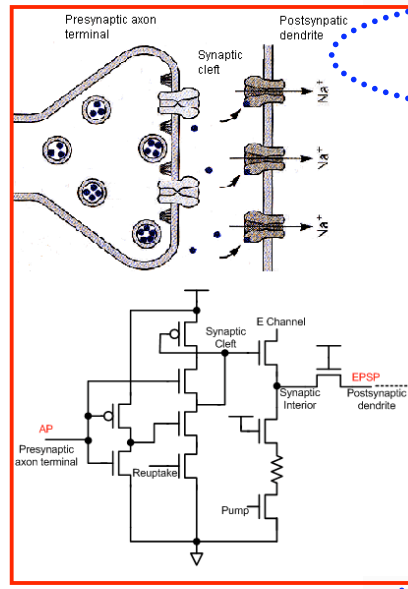 Presynaptic axon
terminal
Synaptic
cleft
Postsynpatic
dendrite
Na+
Na+
Na+
E Channel
Synaptic
Cleft
EPSP
Synaptic
Interior
Postsynaptic
dendrite
AP
Presynaptic
axon terminal
Reuptake
Pump